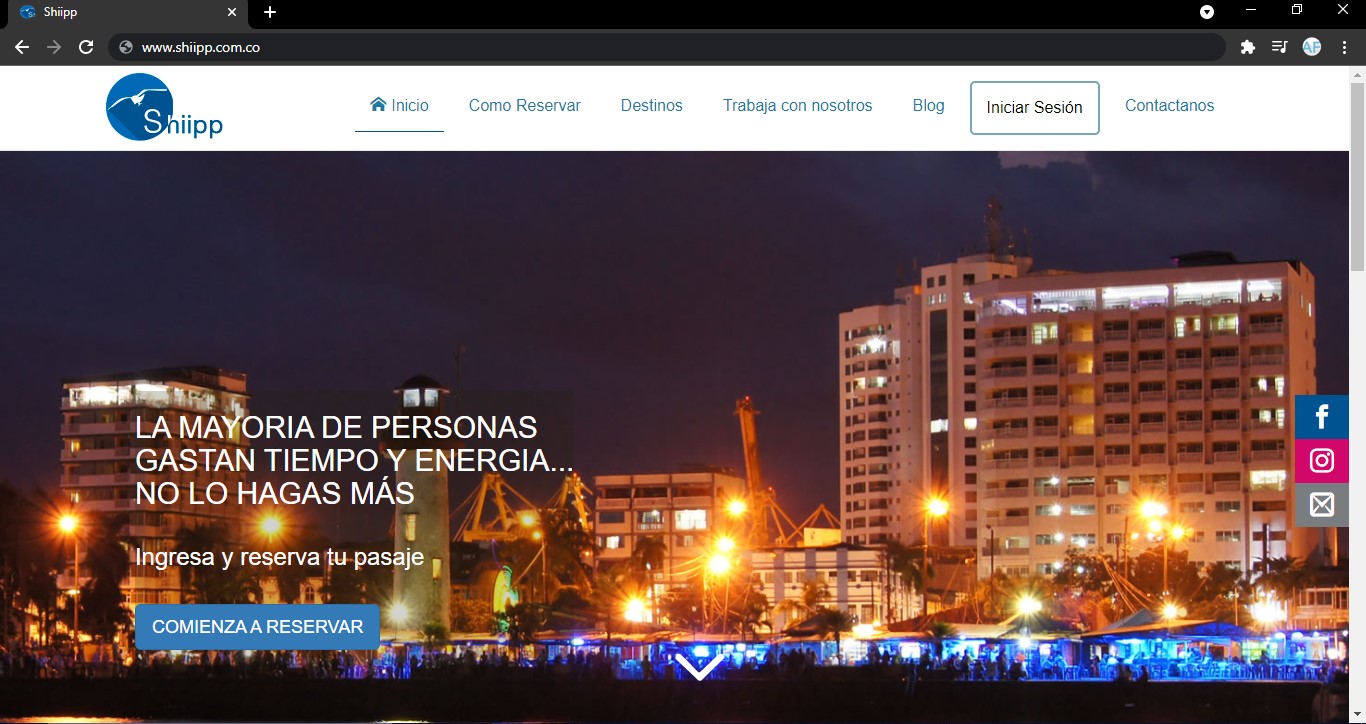 Shiipp
www.shiipp.com.co
AF
Shiipp
Inicio
Como Reservar
Destinos
Trabaja con nosotros
Blog
Iniciar Sesión
Contactanos
LA MAYORIA DE PERSONAS
GASTAN TIEMPO Y ENERGIA...
NO LO HAGAS MÁS
Ingresa y reserva tu pasaje
COMIENZA A RESERVAR